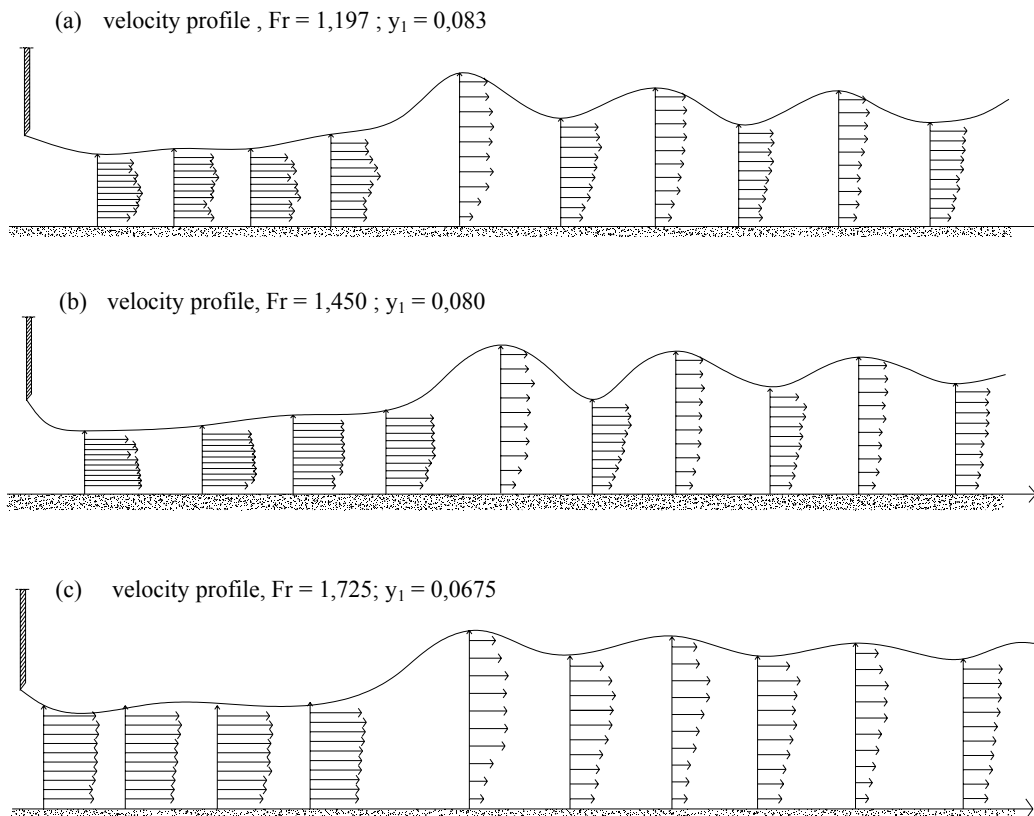 (a) velocity profile , Fr = 1,197 ; y₁ = 0,083
(b) velocity profile, Fr = 1,450 ; y₁ = 0,080
(c) velocity profile, Fr = 1,725; y₁ = 0,0675